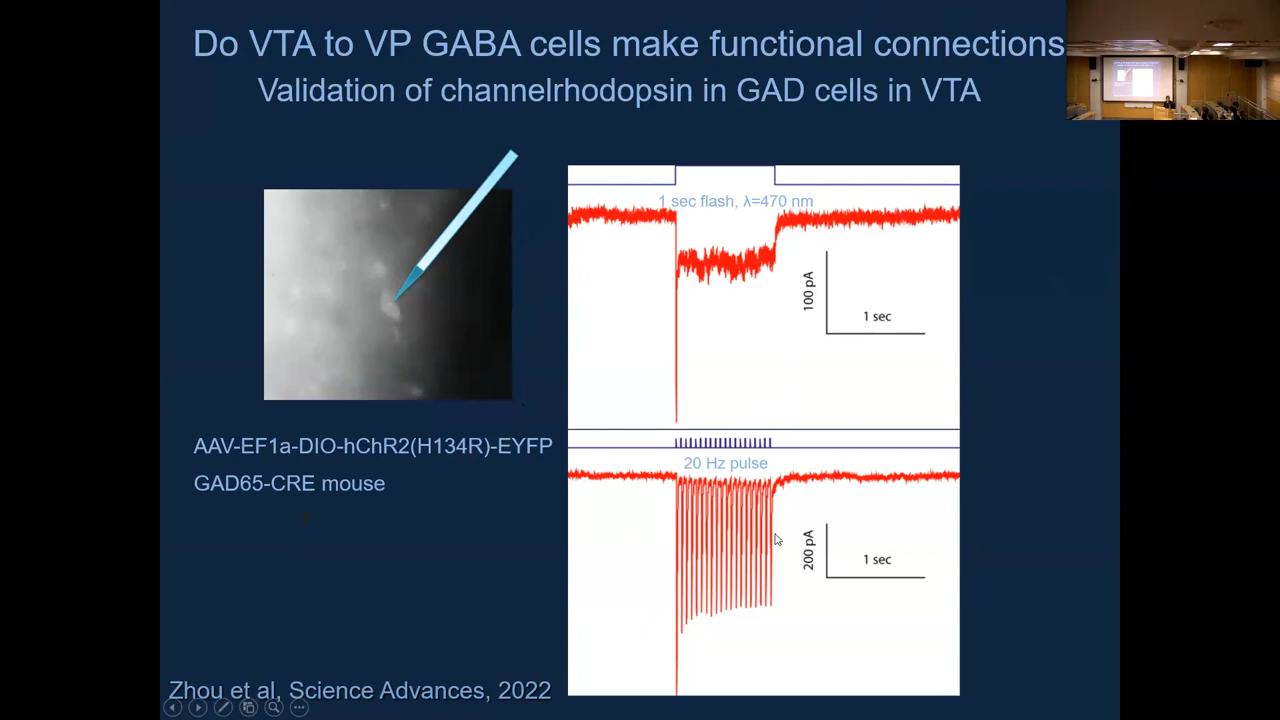 Do VTA to VP GABA cells make functional connections
Validation of channelrhodopsin in GAD cells in VTA
1 sec flash, λ=470 nm
100 pA
1 sec
AAV-EF1a-DIO-hChR2(H134R)-EYFP
GAD65-CRE mouse
20 Hz pulse
200 pA
1 sec
Zhou et al, Science Advances, 2022